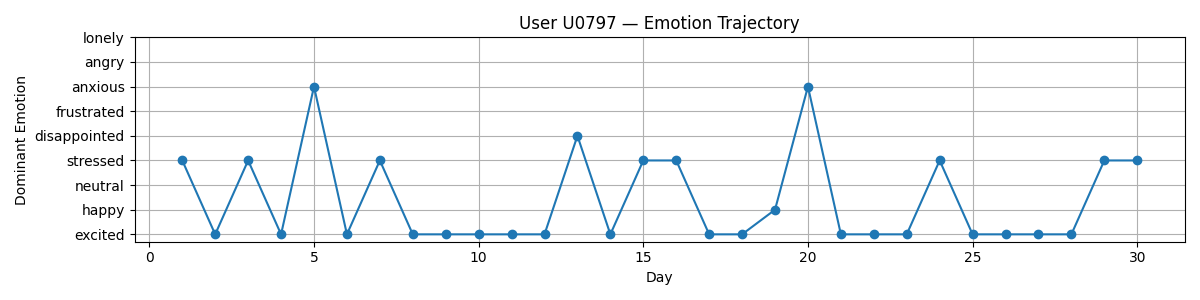 User U0797 — Emotion Trajectory
Dominant Emotion
lonely
angry
anxious
frustrated
disappointed
stressed
neutral
happy
excited
0 5 10 15 20 25 30
Day